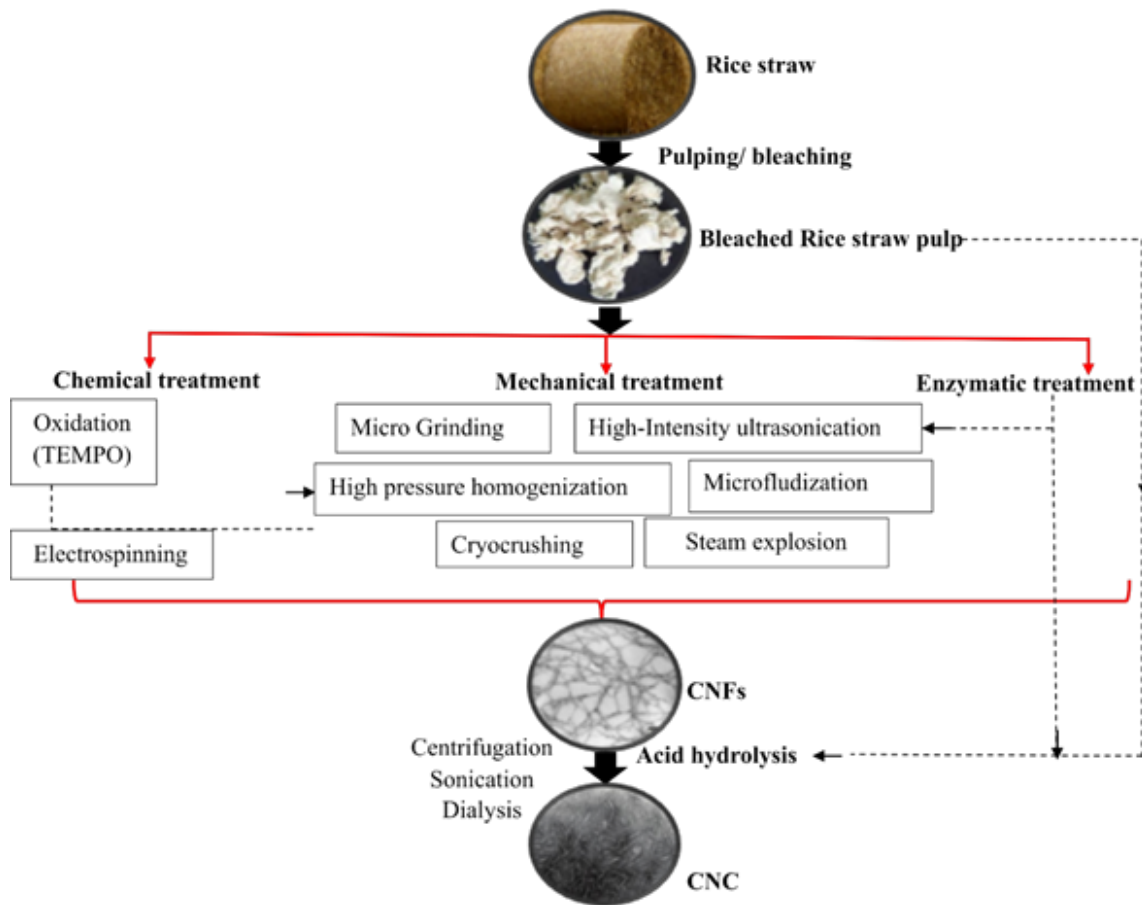 Rice straw
Pulping/ bleaching
Bleached Rice straw pulp
Chemical treatment
Mechanical treatment
Enzymatic treatment
Oxidation
(TEMPO)
Micro Grinding
High-Intensity ultrasonication
High pressure homogenization
Microfludization
Electrospinning
Cryocrushing
Steam explosion
CNFs
Centrifugation
Sonication
Dialysis
Acid hydrolysis
CNC